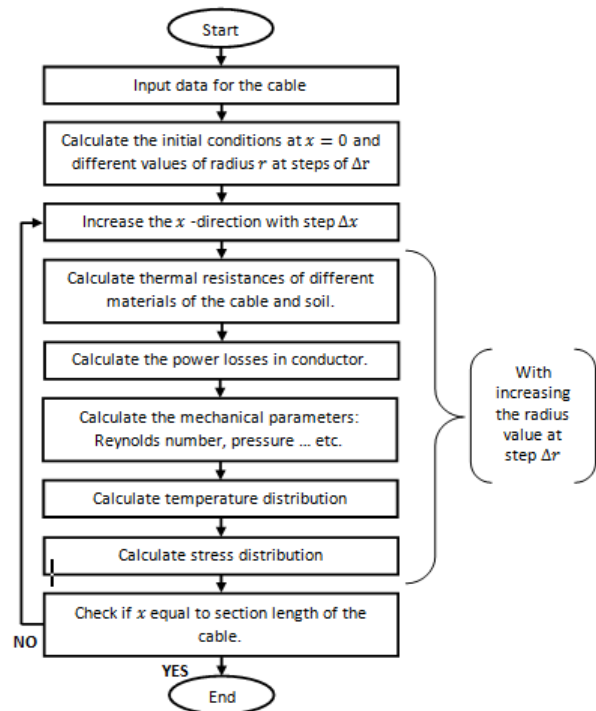 Start
Input data for the cable
Calculate the initial conditions at x = 0 and
different values of radius r at steps of Δr
Increase the x -direction with step Δx
Calculate thermal resistances of different
materials of the cable and soil.
Calculate the power losses in conductor.
Calculate the mechanical parameters:
Reynolds number, pressure ... etc.
Calculate temperature distribution
Calculate stress distribution
With
increasing
the radius
value at
step Δr
Check if x equal to section length of the
cable.
NO
YES
End